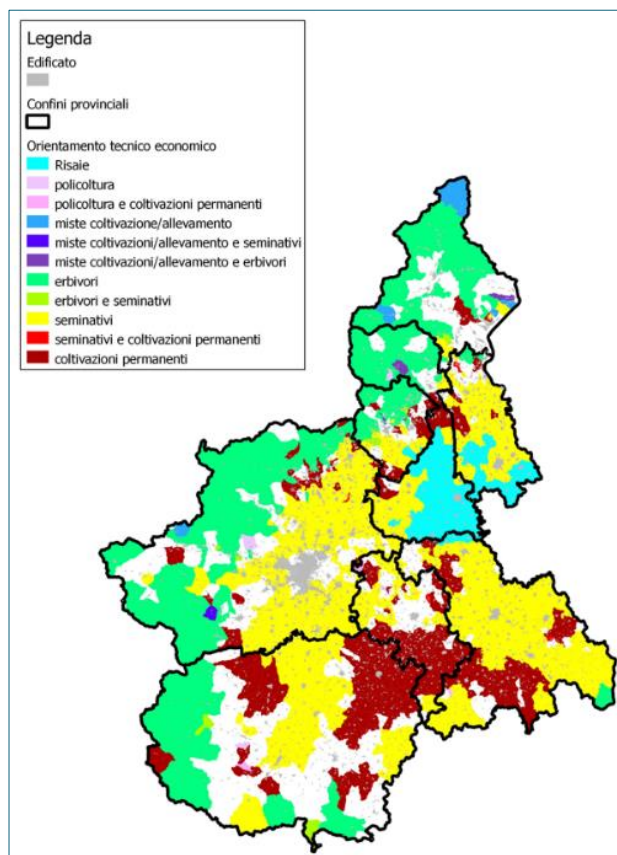 Legenda
Edificato
Confini provinciali
Orientamento tecnico economico
Risaie
policoltura
policoltura e coltivazioni permanenti
miste coltivazione/allevamento
miste coltivazioni/allevamento e seminativi
miste coltivazioni/allevamento e erbivori
erbivori
erbivori e seminativi
seminativi
seminativi e coltivazioni permanenti
coltivazioni permanenti